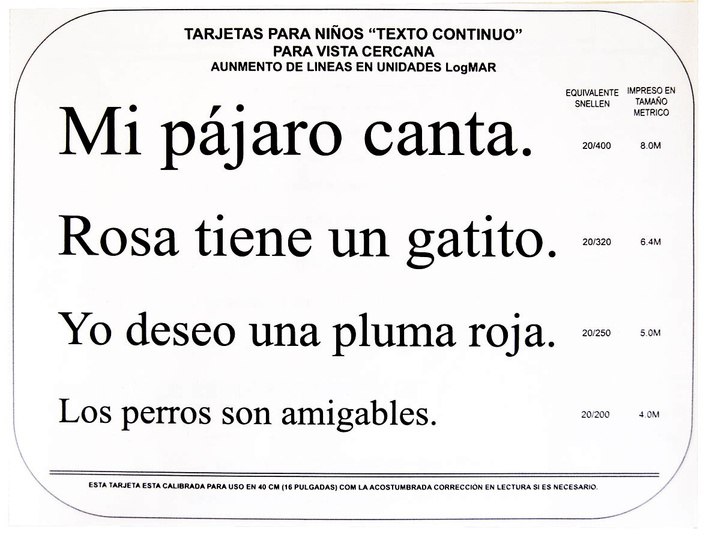 TARJETAS PARA NIÑOS “TEXTO CONTINUO”
PARA VISTA CERCANA
AUNMENTO DE LINEAS EN UNIDADES LogMAR
EQUIVALENTE SNELLEN
IMPRESO EN TAMAÑO METRICO
Mi pájaro canta. 20/400 8.0M
Rosa tiene un gatito. 20/320 6.4M
Yo deseo una pluma roja. 20/250 5.0M
Los perros son amigables. 20/200 4.0M
ESTA TARJETA ESTA CALIBRADA PARA USO EN 40 CM (16 PULGADAS) COM LA ACOSTUMBRADA CORRECCIÓN EN LECTURA SI ES NECESARIO.